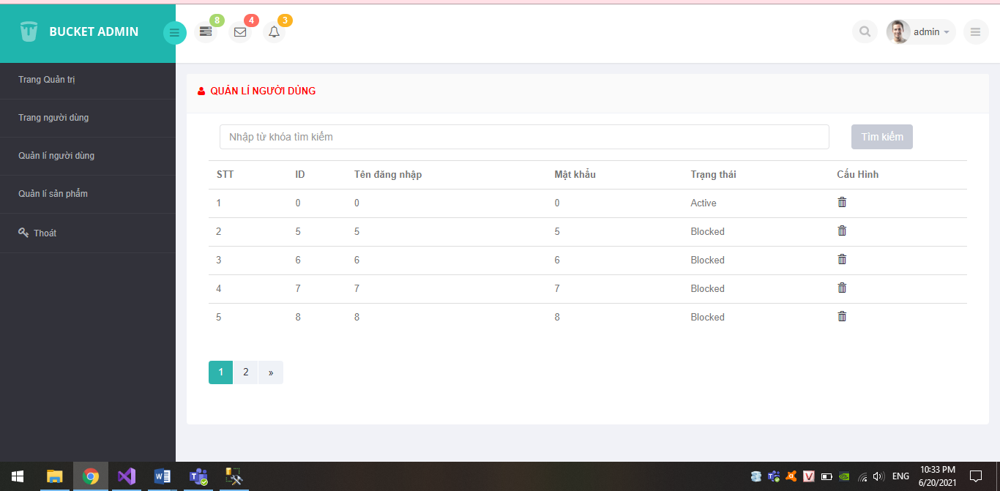 BUCKET ADMIN
8
4
3
admin
Trang Quản trị
Trang người dùng
Quản lí người dùng
Quản lí sản phẩm
Thoát
QUẢN LÍ NGƯỜI DÙNG
Nhập từ khóa tìm kiếm
Tìm kiếm
STT ID Tên đăng nhập Mật khẩu Trạng thái Cấu Hình
1 0 0 0 Active
2 5 5 5 Blocked
3 6 6 6 Blocked
4 7 7 7 Blocked
5 8 8 8 Blocked
1 2 »
ENG
10:33 PM
6/20/2021